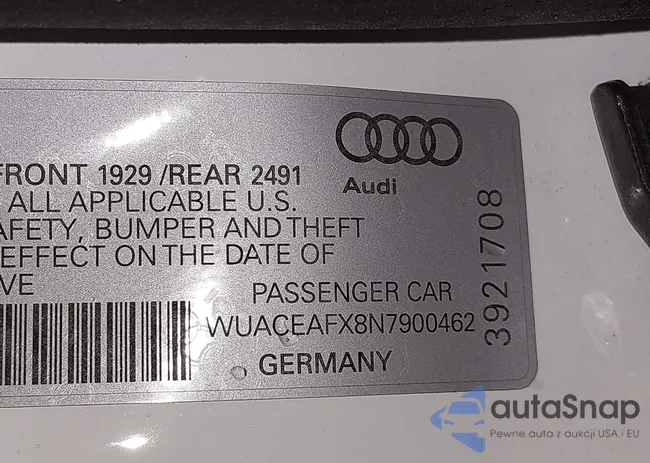 Audi
FRONT 1929 /REAR 2491
ALL APPLICABLE U.S.
AFETY, BUMPER AND THEFT
EFFECT ON THE DATE OF
VE
PASSENGER CAR
WUACEAFX8N7900462
GERMANY
3921708
autaSnap
Pewne auta z aukcji USA i EU